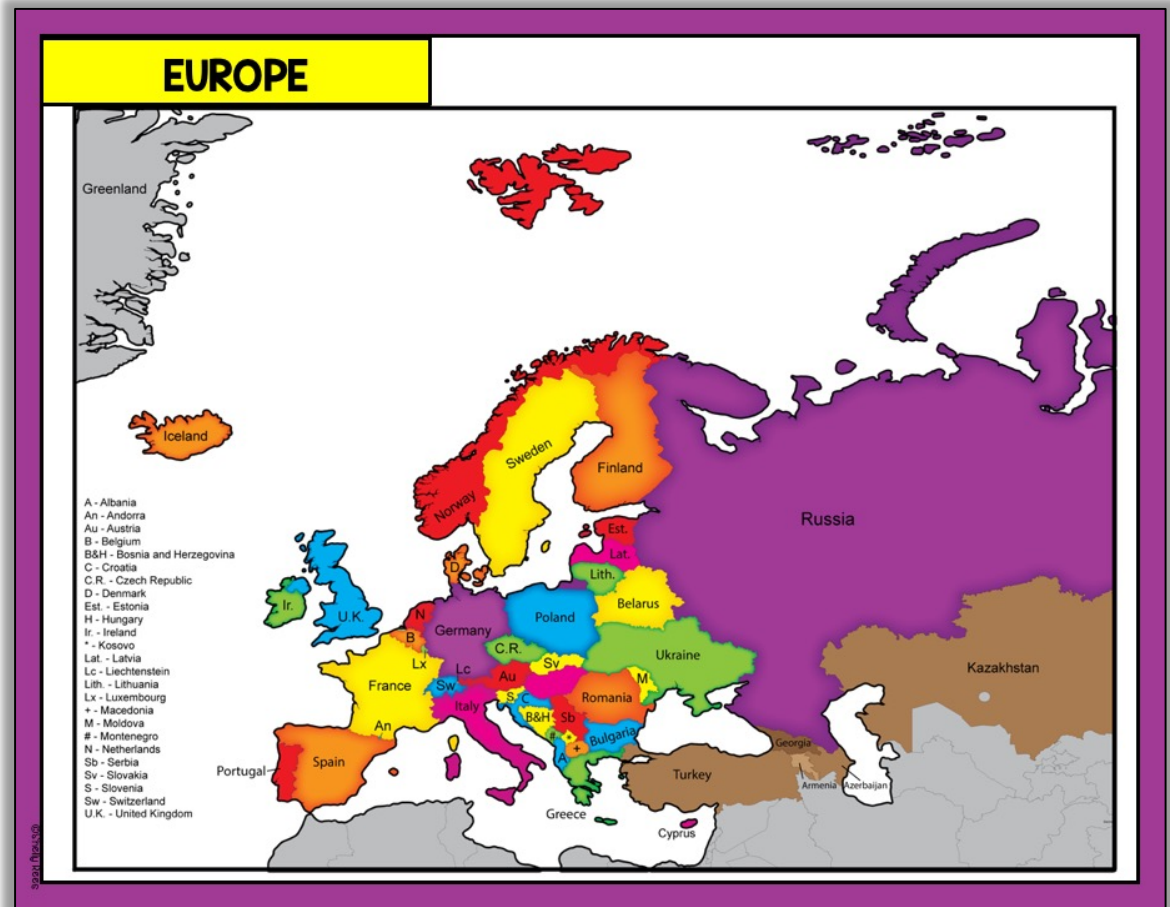 EUROPE
Greenland
Iceland
Sweden
Finland
Norway
Russia
A - Albania
An - Andorra
Au - Austria
B - Belgium
B&H - Bosnia and Herzegovina
C - Croatia
C.R. - Czech Republic
D - Denmark
Est. - Estonia
H - Hungary
Ir. - Ireland
* - Kosovo
Lat. - Latvia
Lc - Liechtenstein
Lith. - Lithuania
Lx - Luxembourg
+ - Macedonia
M - Moldova
# - Montenegro
N - Netherlands
Sb - Serbia
Sv - Slovakia
S - Slovenia
Sw - Switzerland
U.K. - United Kingdom
Est.
Lat.
Lith.
D
Ir.
U.K.
N
B
Germany
Poland
Belarus
C.R.
Ukraine
Lx
Lc
Sv
Kazakhstan
France
Sw
Au
M
Italy
S
C
Romania
B&H
Sb
An
#
*
Bulgaria
+
A
Georgia
Portugal
Spain
Turkey
Armenia
Azerbaijan
Greece
Cyprus
©Shelly Rees